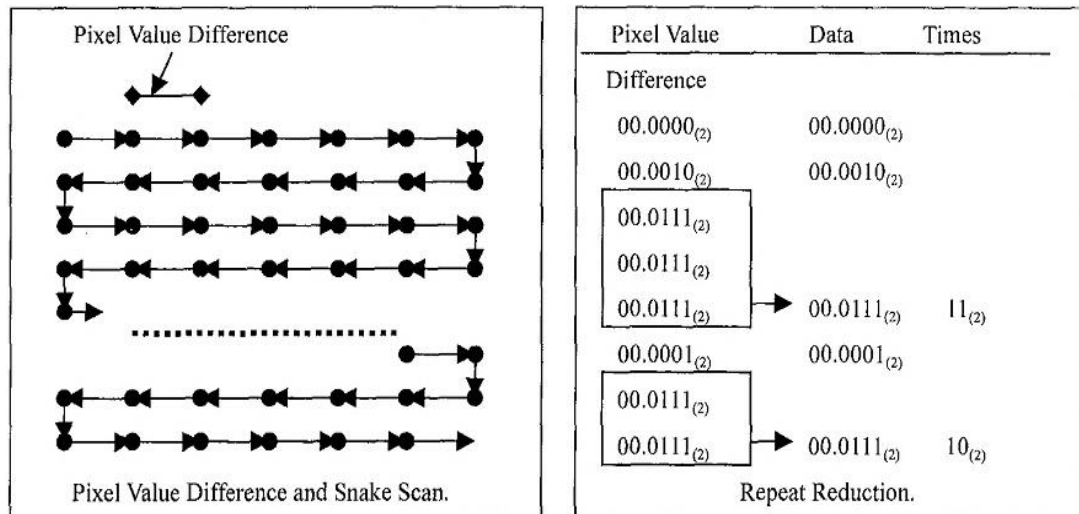 Pixel Value Difference
Pixel Value Difference and Snake Scan.
Pixel Value Data Times
Difference
00.0000(2) 00.0000(2)
00.0010(2) 00.0010(2)
00.0111(2)
00.0111(2)
00.0111(2) 00.0111(2) 11(2)
00.0001(2) 00.0001(2)
00.0111(2)
00.0111(2) 00.0111(2) 10(2)
Repeat Reduction.